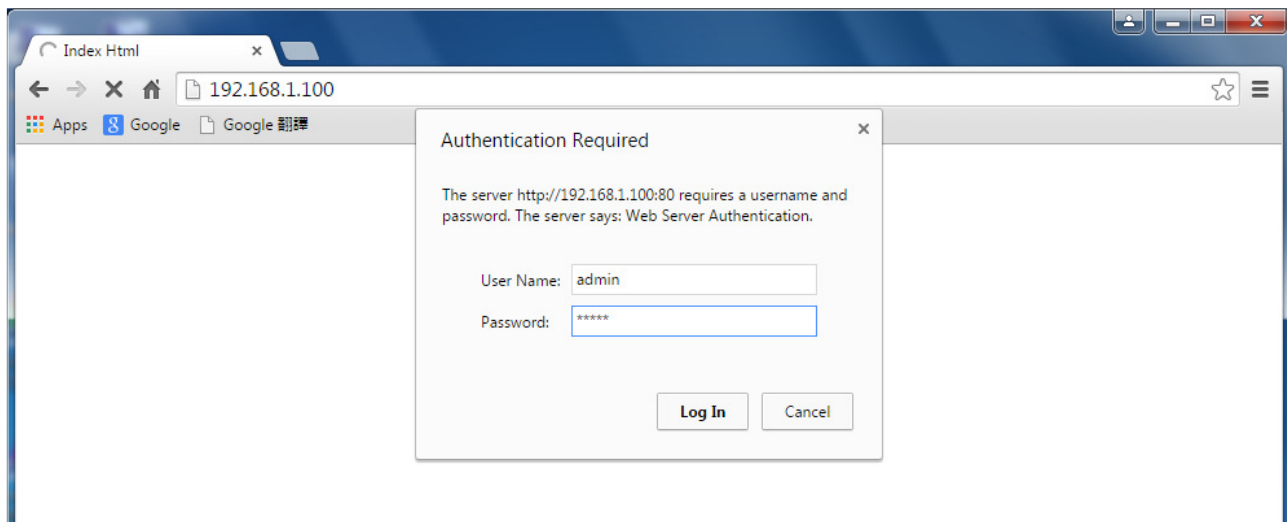 Index Html
192.168.1.100
Apps Google Google 翻譯
Authentication Required
The server http://192.168.1.100:80 requires a username and
password. The server says: Web Server Authentication.
User Name: admin
Password: *****
Log In Cancel